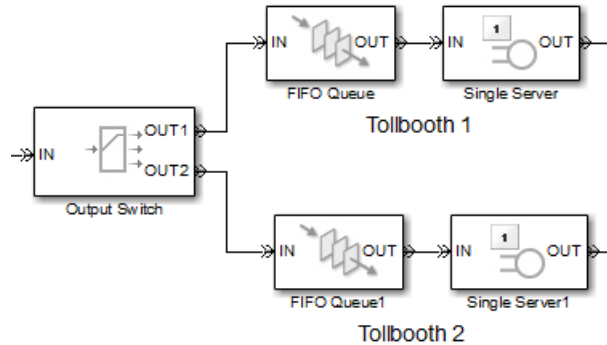 IN OUT IN 1 OUT
FIFO Queue Single Server
Tollbooth 1
IN OUT1
OUT2
Output Switch
IN OUT IN 1 OUT
FIFO Queue1 Single Server1
Tollbooth 2